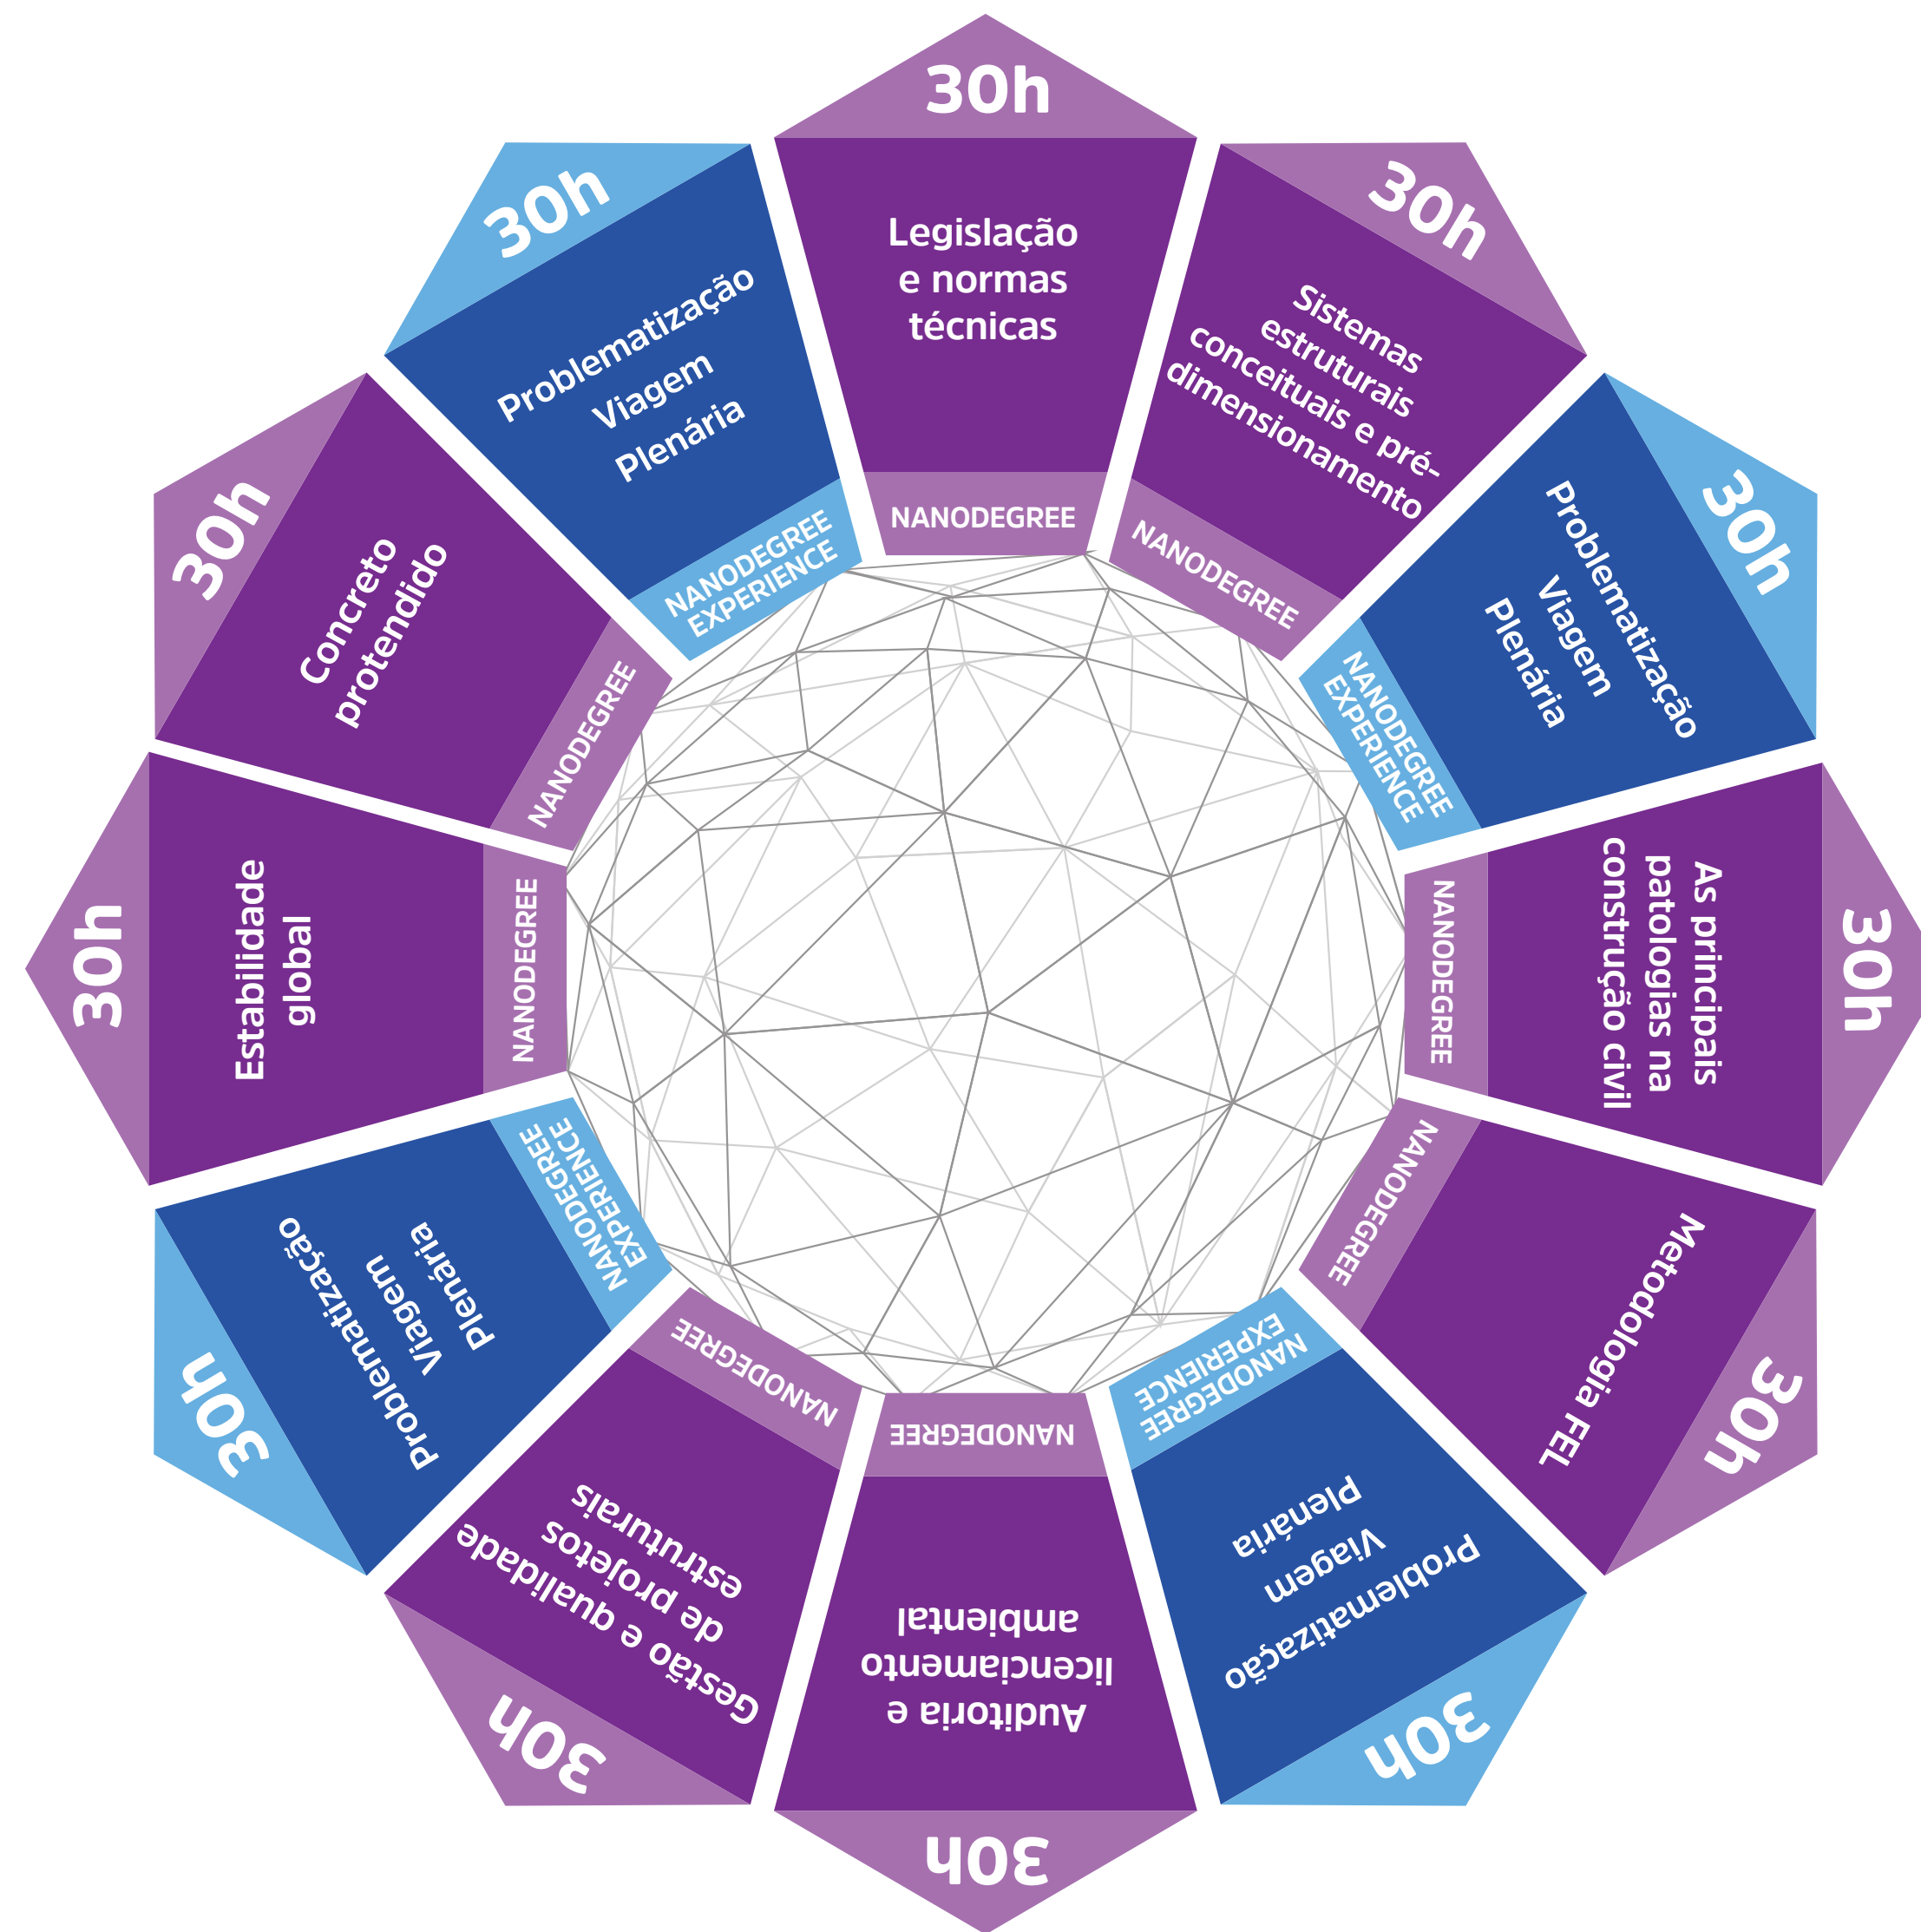 30h
Legislação
e normas
técnicas
NANODEGREE
30h
Sistemas
estruturais
conceituais e pré-
dimensionamento
NANODEGREE
30h
Problematização
Viagem
Plenária
NANODEGREE
EXPERIENCE
30h
As principais
patologias na
construção civil
NANODEGREE
30h
Metodologia FEL
NANODEGREE
30h
Problematização
Viagem
Plenária
NANODEGREE
EXPERIENCE
30h
Auditoria e
licenciamento
ambiental
NANODEGREE
30h
Gestão e qualidade
de projetos
estruturais
NANODEGREE
30h
Problematização
Viagem
Plenária
NANODEGREE
EXPERIENCE
30h
Estabilidade
global
NANODEGREE
30h
Concreto
protendido
NANODEGREE
30h
Problematização
Viagem
Plenária
NANODEGREE
EXPERIENCE